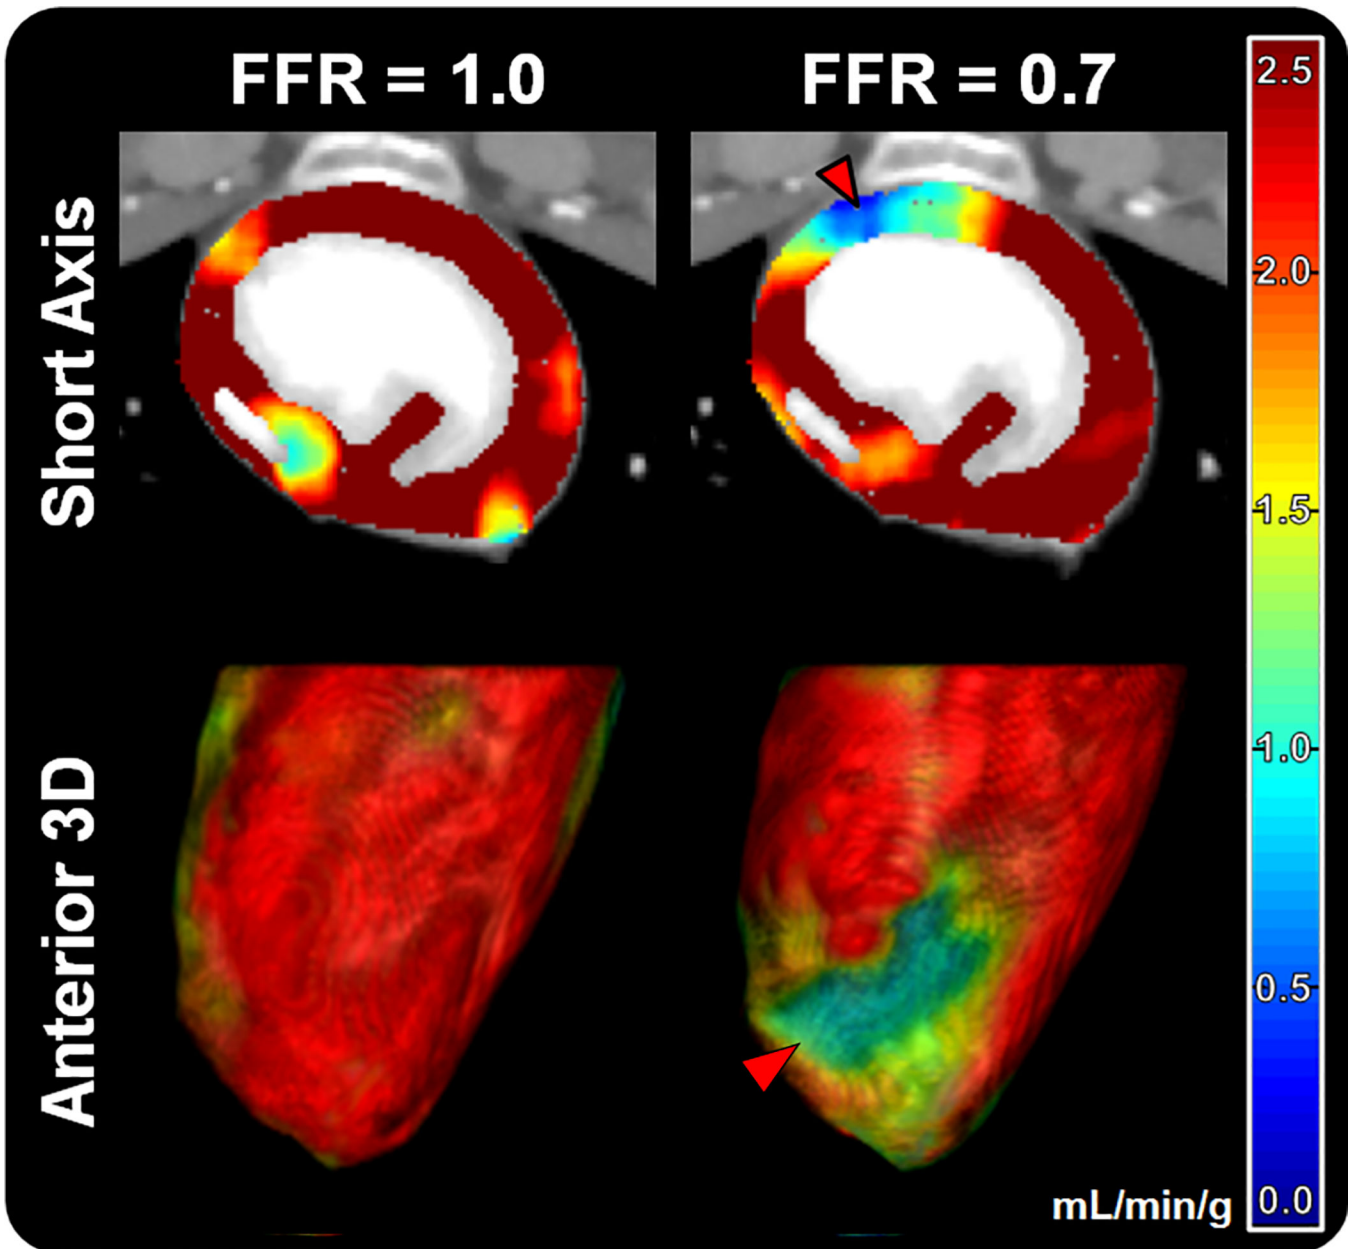 FFR = 1.0
FFR = 0.7
Short Axis
Anterior 3D
2.5
2.0
1.5
1.0
0.5
0.0
mL/min/g